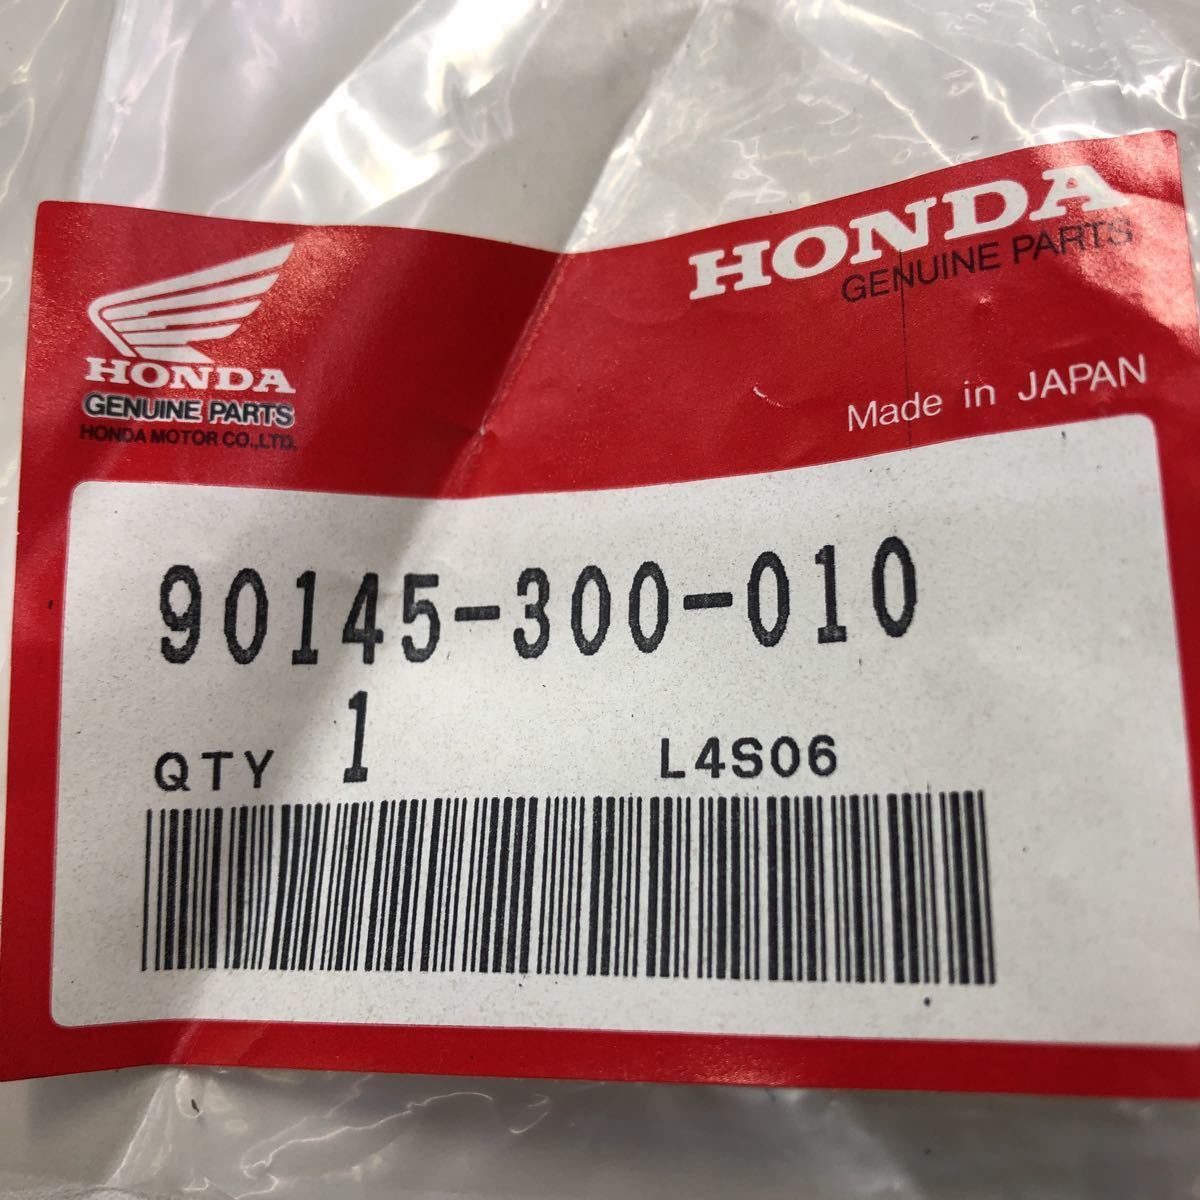 HONDA
GENUINE PARTS
HONDA MOTOR CO.,LTD.
HONDA
GENUINE PARTS
Made in JAPAN
90145-300-010
QTY 1 L4S06